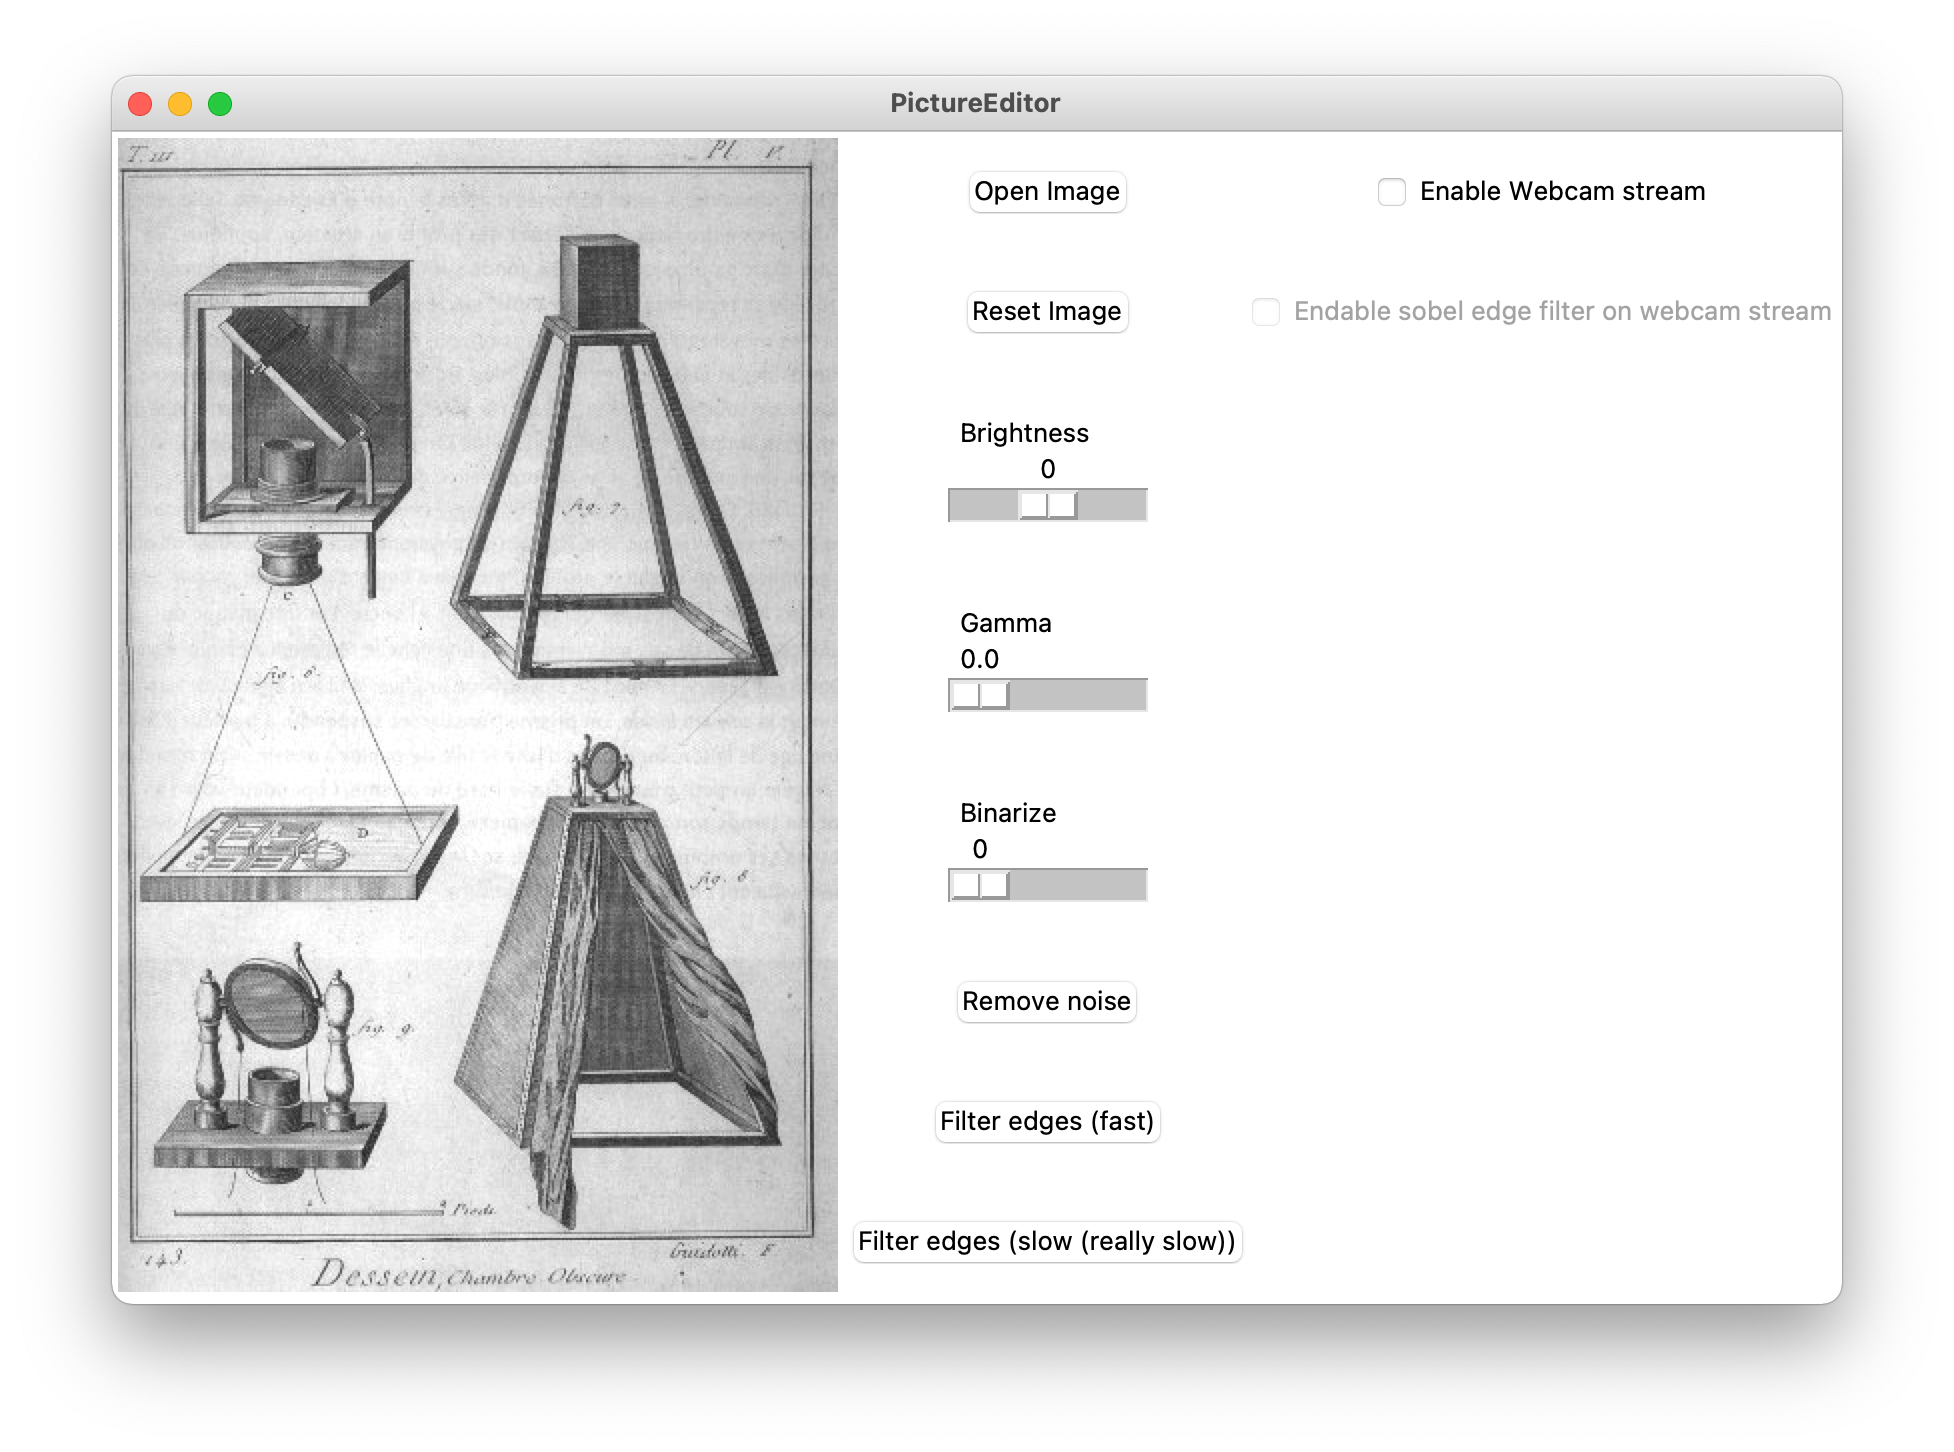 PictureEditor
T. III
Pl. V.
fig. 7.
C
fig. 6.
D
fig. 8.
fig. 9.
Pieds
143.
Guidotti. F.
Dessein, Chambre Obscure
Open Image
Enable Webcam stream
Reset Image
Endable sobel edge filter on webcam stream
Brightness
0
Gamma
0.0
Binarize
0
Remove noise
Filter edges (fast)
Filter edges (slow (really slow))